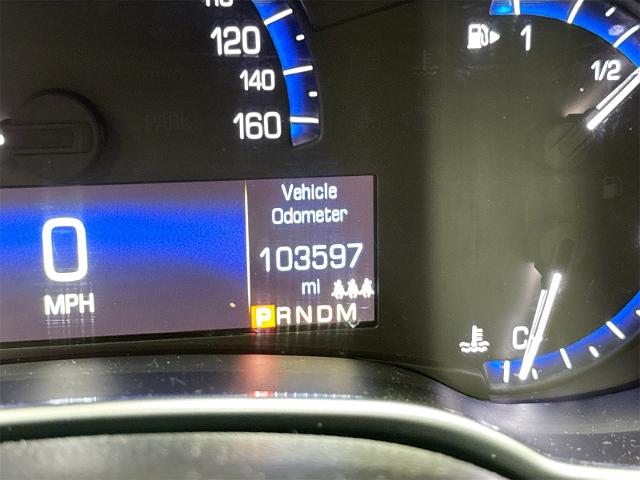 120
140
160
0
MPH
Vehicle
Odometer
103597
mi
PRNDM
1
1/2
C